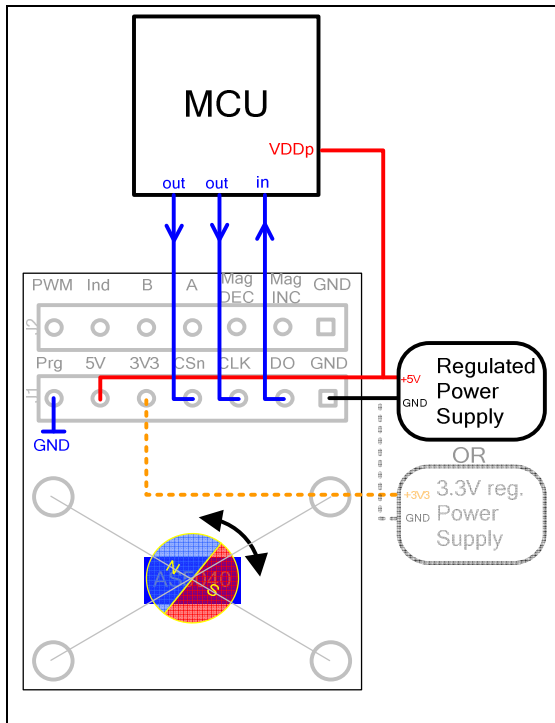 MCU
VDDp
out out in
PWM Ind B A Mag DEC Mag INC GND
J2
Prg 5V 3V3 CSn CLK DO GND
J1
GND
+5V
GND
Regulated
Power
Supply
OR
+3V3
GND
3.3V reg.
Power
Supply
AS5040
N
S